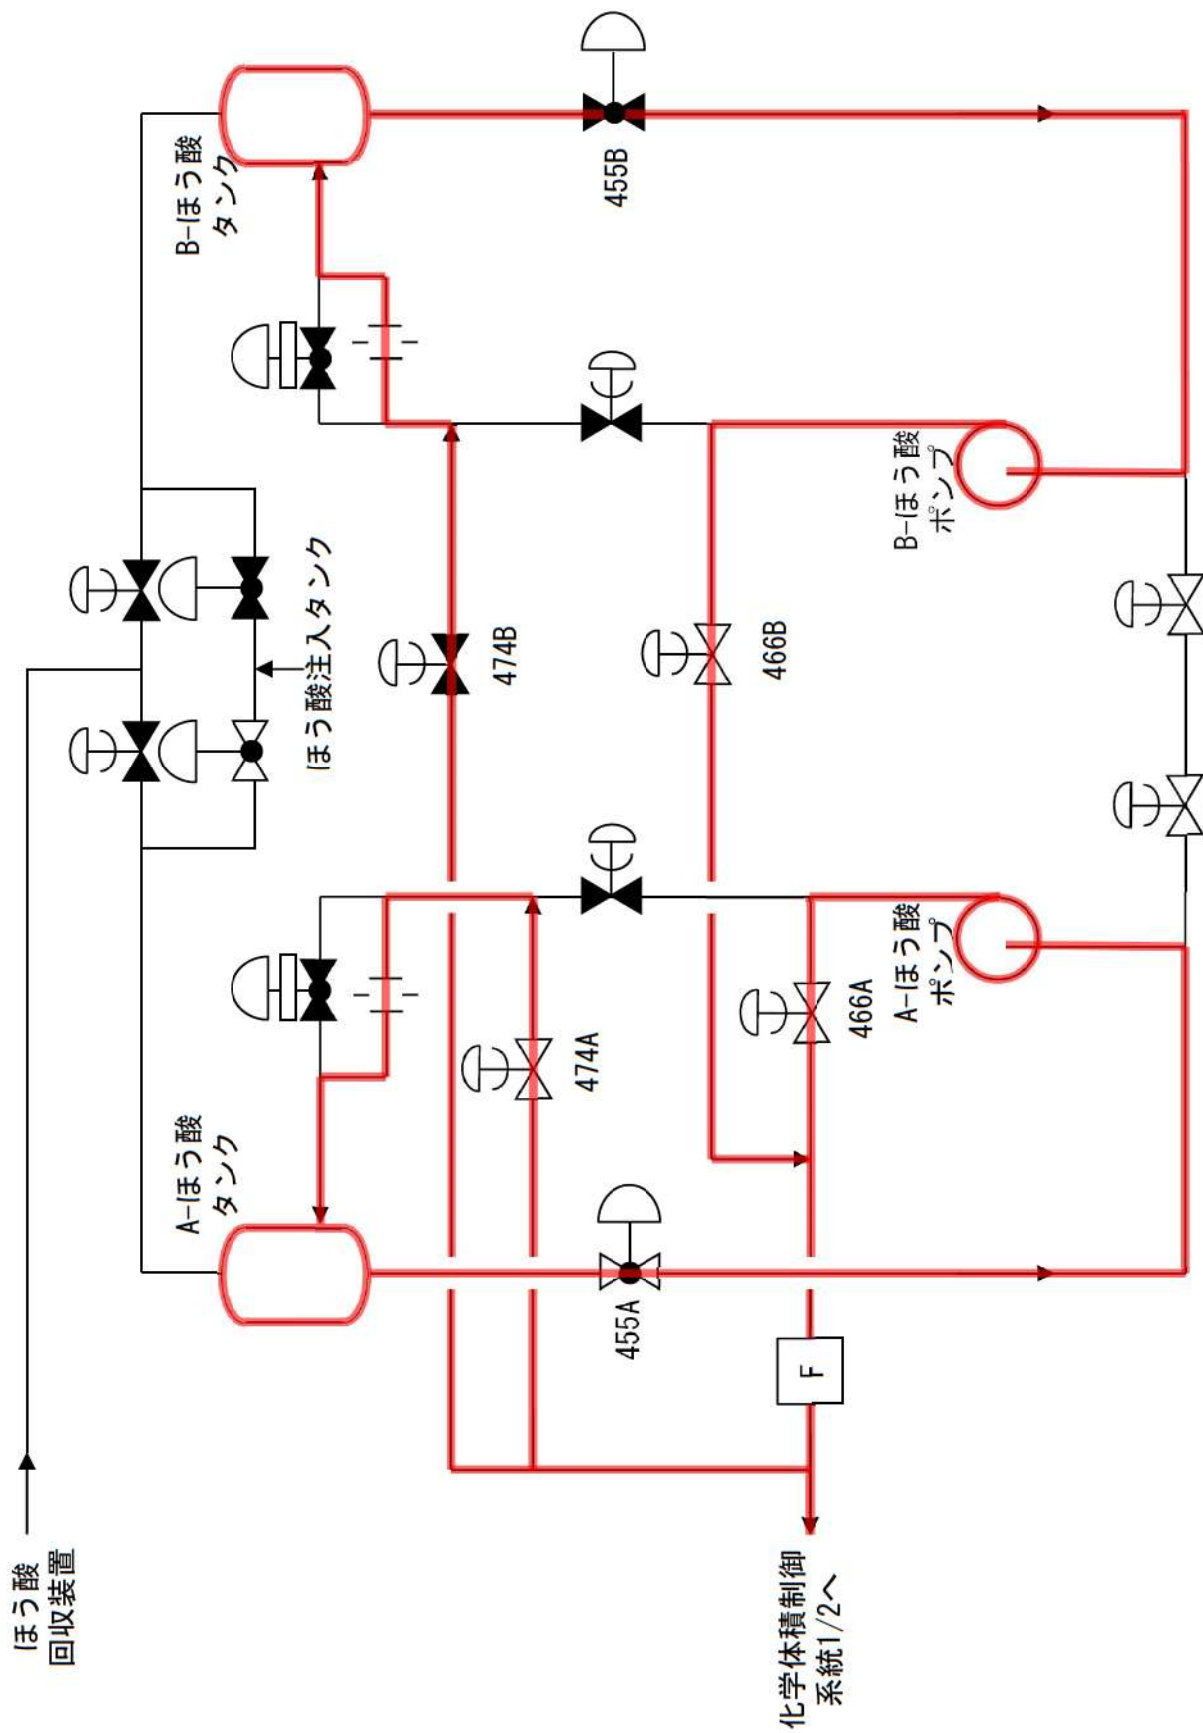 ほう酸
回収装置
A-ほう酸
タンク
B-ほう酸
タンク
ほう酸注入タンク
474B
474A
455B
455A
466B
466A
A-ほう酸
ポンプ
B-ほう酸
ポンプ
F
化学体積制御
系統1/2へ